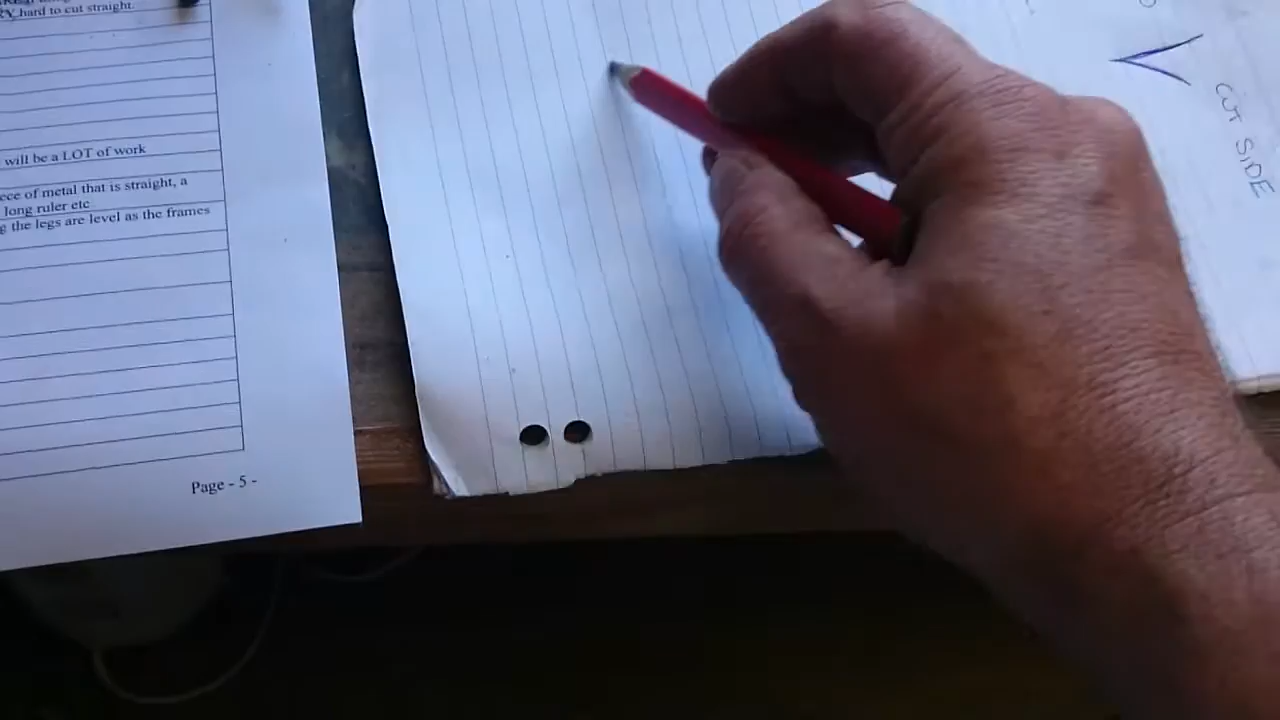 RY hard to cut straight.
will be a LOT of work
ece of metal that is straight, a
long ruler etc
g the legs are level as the frames
Page - 5 -
CUT SIDE